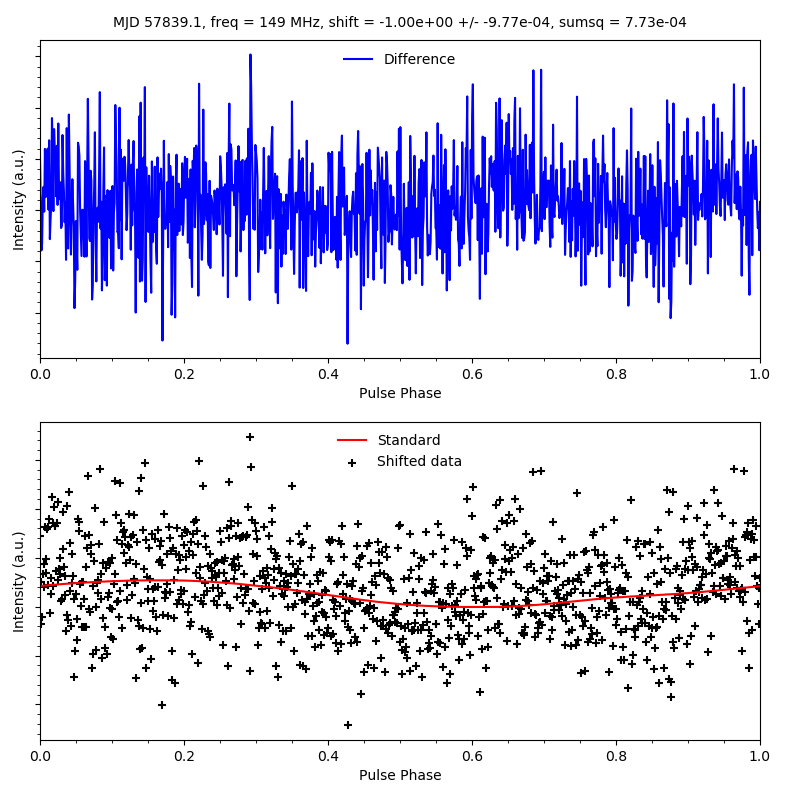 MJD 57839.1, freq = 149 MHz, shift = -1.00e+00 +/- -9.77e-04, sumsq = 7.73e-04
Difference
Intensity (a.u.)
0.0 0.2 0.4 0.6 0.8 1.0
Pulse Phase
Standard
Shifted data
Intensity (a.u.)
0.0 0.2 0.4 0.6 0.8 1.0
Pulse Phase